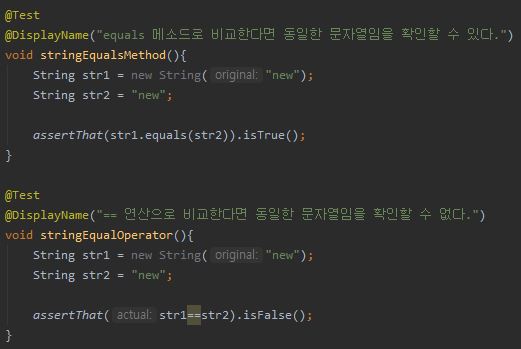 @Test
@DisplayName("equals 메소드로 비교한다면 동일한 문자열임을 확인할 수 있다.")
void stringEqualsMethod(){
String str1 = new String( original: "new");
String str2 = "new";
assertThat(str1.equals(str2)).isTrue();
}
@Test
@DisplayName("== 연산으로 비교한다면 동일한 문자열임을 확인할 수 없다.")
void stringEqualOperator(){
String str1 = new String( original: "new");
String str2 = "new";
assertThat( actual: str1==str2).isFalse();
}